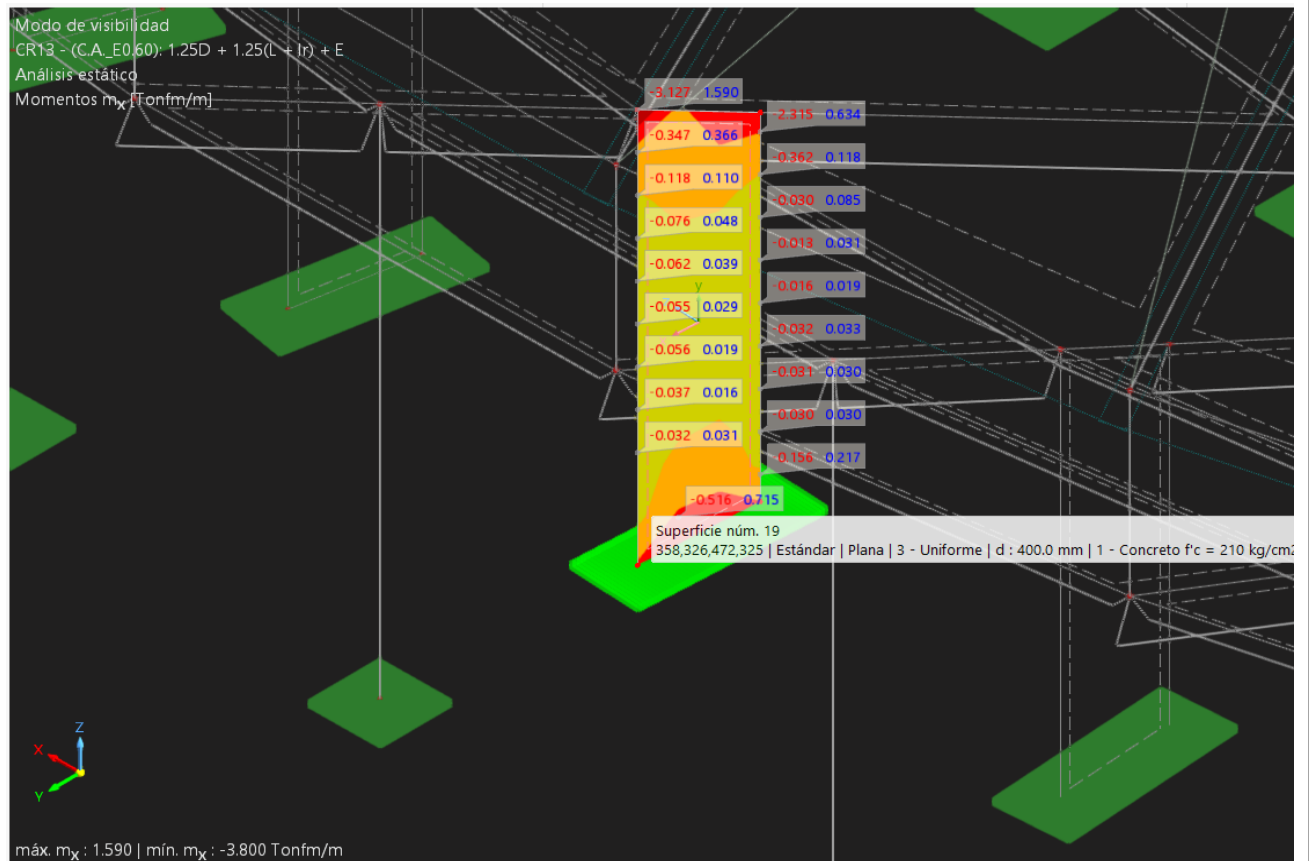 Modo de visibilidad
CR13 - (C.A._E0.60): 1.25D + 1.25(L + lr) + E
Análisis estático
Momentos mx [Tonfm/m]
-3.127 1.590
-2.315 0.634
-0.347 0.366
-0.362 0.118
-0.118 0.110
-0.030 0.085
-0.076 0.048
-0.013 0.031
-0.062 0.039
-0.016 0.019
y
-0.055 0.029
-0.032 0.033
-0.056 0.019
-0.031 0.030
-0.037 0.016
-0.030 0.030
-0.032 0.031
-0.156 0.217
-0.516 0.715
Superficie núm. 19
358,326,472,325 | Estándar | Plana | 3 - Uniforme | d : 400.0 mm | 1 - Concreto f'c = 210 kg/cm2
Z
X
Y
máx. mx : 1.590 | mín. mx : -3.800 Tonfm/m